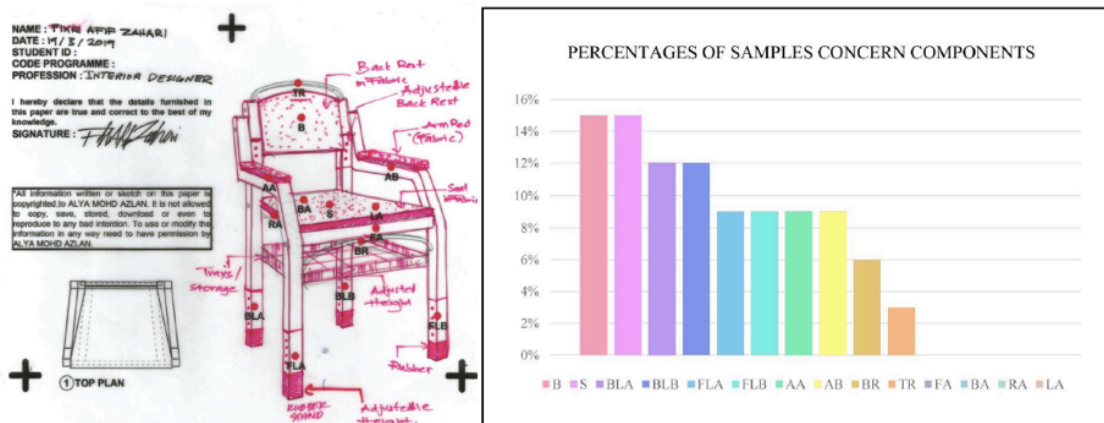 NAME : FIKRI AFIF ZAHARI
DATE : 19/3/2019
STUDENT ID :
CODE PROGRAMME :
PROFESSION : INTERIOR DESIGNER
I hereby declare that the details furnished in
this paper are true and correct to the best of my
knowledge.
SIGNATURE :
*All information written or sketch on this paper is
copyrighted to ALYA MOHD AZLAN. It is not allowed
to copy, save, stored, download or even to
reproduce to any bad intention. To use or modify the
information in any way need to have permission by
ALYA MOHD AZLAN.
1 TOP PLAN
Back Rest
Fabric
Adjustable
Back Rest
(Fabric)
Seat
TR
B
AB
AA
BA
S
LA
RA
FA
BR
Trays/
Storage
Adjusted
Height
BLB
BLA
FLB
Rubber
FLA
RUBBER
Adjustable
Height
PERCENTAGES OF SAMPLES CONCERN COMPONENTS
16%
14%
12%
10%
8%
6%
4%
2%
0%
B S BLA BLB FLA FLB AA AB BR TR FA BA RA LA